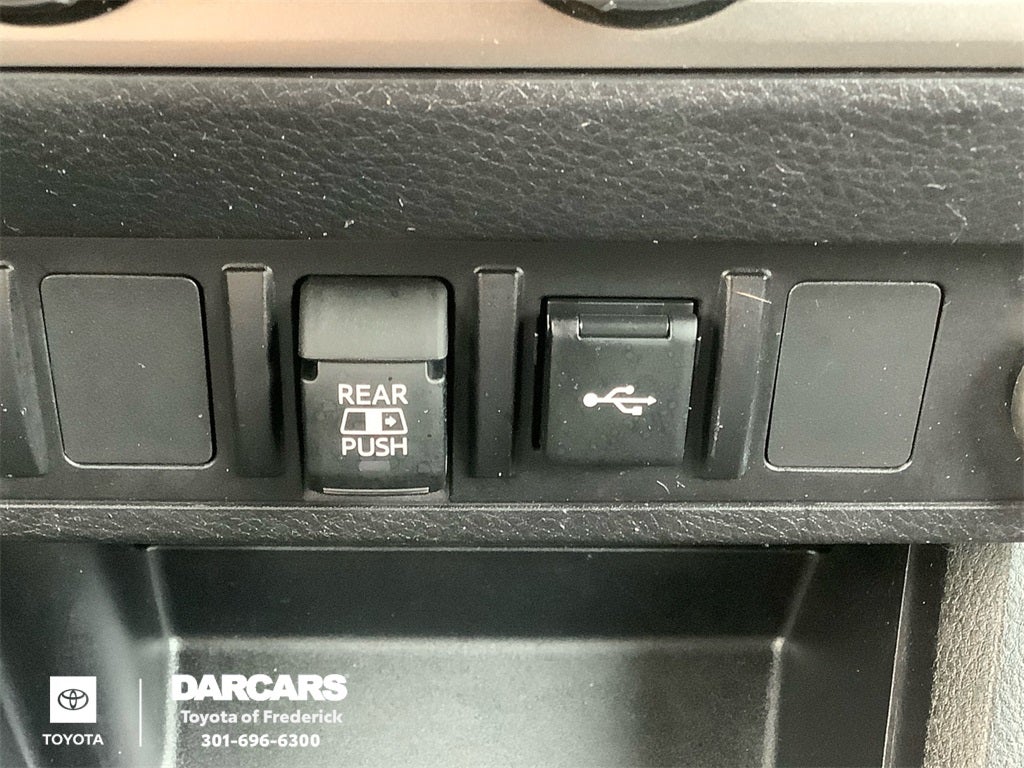 REAR
PUSH
DARCARS
Toyota of Frederick
TOYOTA
301-696-6300